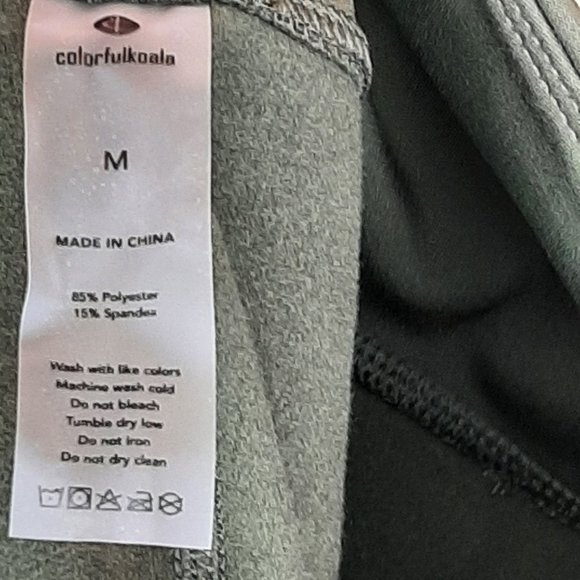 colorfulkoala
M
MADE IN CHINA
85% Polyester
15% Spandex
Wash with like colors
Machine wash cold
Do not bleach
Tumble dry low
Do not iron
Do not dry clean